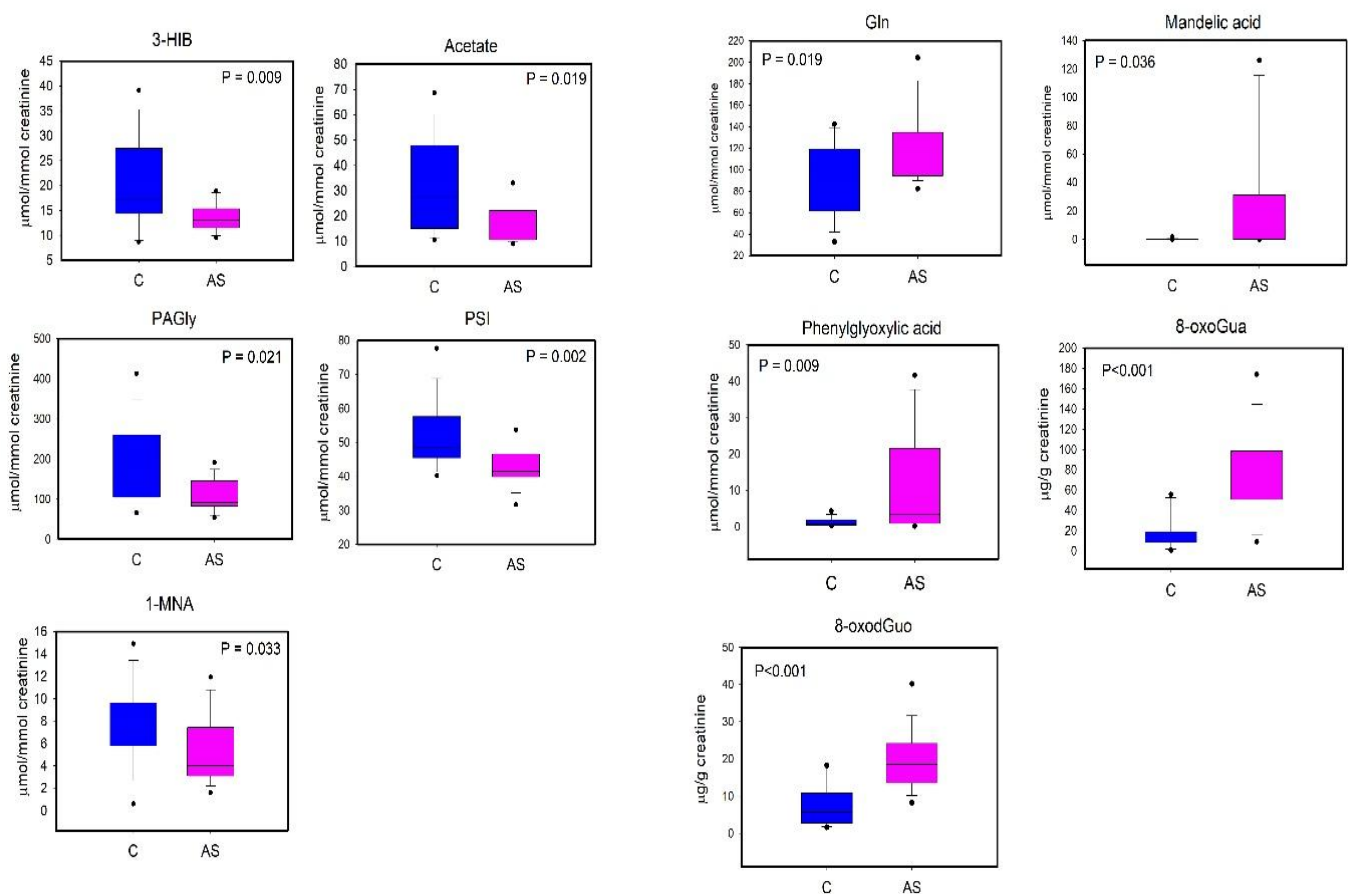 3-HIB
P = 0.009
μmol/mmol creatinine
45
40
35
30
25
20
15
10
5
C AS
Acetate
P = 0.019
μmol/mmol creatinine
80
70
60
50
40
30
20
10
0
C AS
Gln
P = 0.019
μmol/mmol creatinine
220
200
180
160
140
120
100
80
60
40
20
C AS
Mandelic acid
P = 0.036
μmol/mmol creatinine
140
120
100
80
60
40
20
0
C AS
PAGly
P = 0.021
μmol/mmol creatinine
500
400
300
200
100
0
C AS
PSI
P = 0.002
μmol/mmol creatinine
80
70
60
50
40
30
20
C AS
Phenylglyoxylic acid
P = 0.009
μmol/mmol creatinine
50
40
30
20
10
0
C AS
8-oxoGua
P<0.001
μg/g creatinine
200
180
160
140
120
100
80
60
40
20
0
C AS
1-MNA
P = 0.033
μmol/mmol creatinine
16
14
12
10
8
6
4
2
0
C AS
8-oxodGuo
P<0.001
μg/g creatinine
50
40
30
20
10
0
C AS